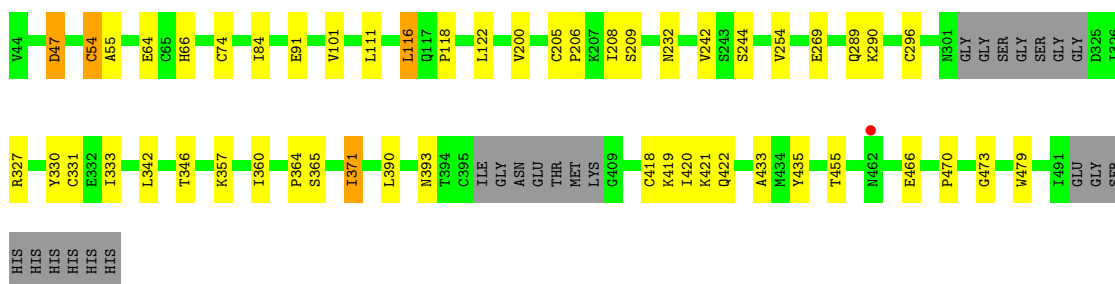 V44 D47 C54 A55 E64 C65 H66 C74 I84 E91 V101 L111 L116 Q117 P118 L122 V200 C205 P206 K207 I208 S209 N232 V242 S243 S244 V254 E269 Q289 K290 C296 N301 GLY GLY SER GLY SER GLY GLY D325 I326
R327 Y330 C331 E332 I333 L342 T346 K357 I360 P364 S365 I371 L390 N393 T394 C395 ILE GLY ASN GLU THR MET LYS G409 C418 K419 I420 K421 Q422 A433 M434 Y435 T455 N462 E466 P470 G473 W479 I491 GLU GLY SER
HIS HIS HIS HIS HIS HIS